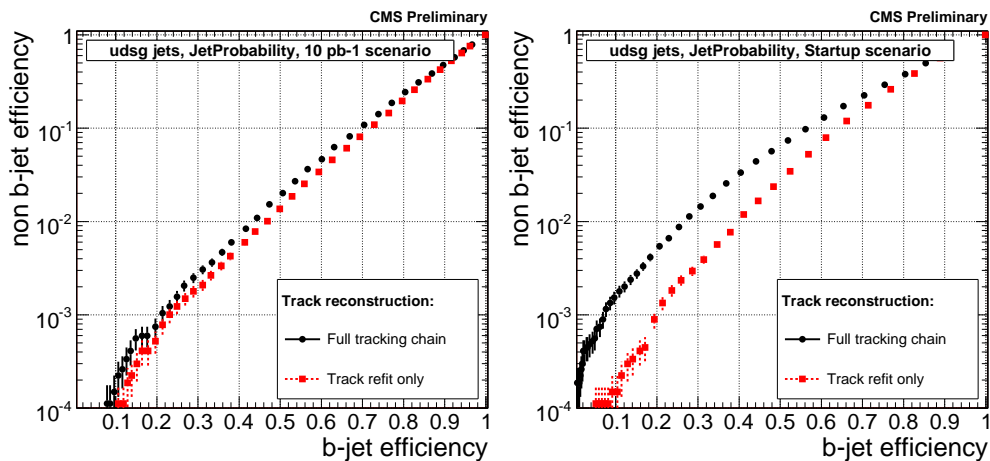 CMS Preliminary
udsg jets, JetProbability, 10 pb-1 scenario
non b-jet efficiency
1
10-1
10-2
10-3
10-4
Track reconstruction:
Full tracking chain
Track refit only
0.1 0.2 0.3 0.4 0.5 0.6 0.7 0.8 0.9 1
b-jet efficiency
CMS Preliminary
udsg jets, JetProbability, Startup scenario
non b-jet efficiency
1
10-1
10-2
10-3
10-4
Track reconstruction:
Full tracking chain
Track refit only
0.1 0.2 0.3 0.4 0.5 0.6 0.7 0.8 0.9 1
b-jet efficiency